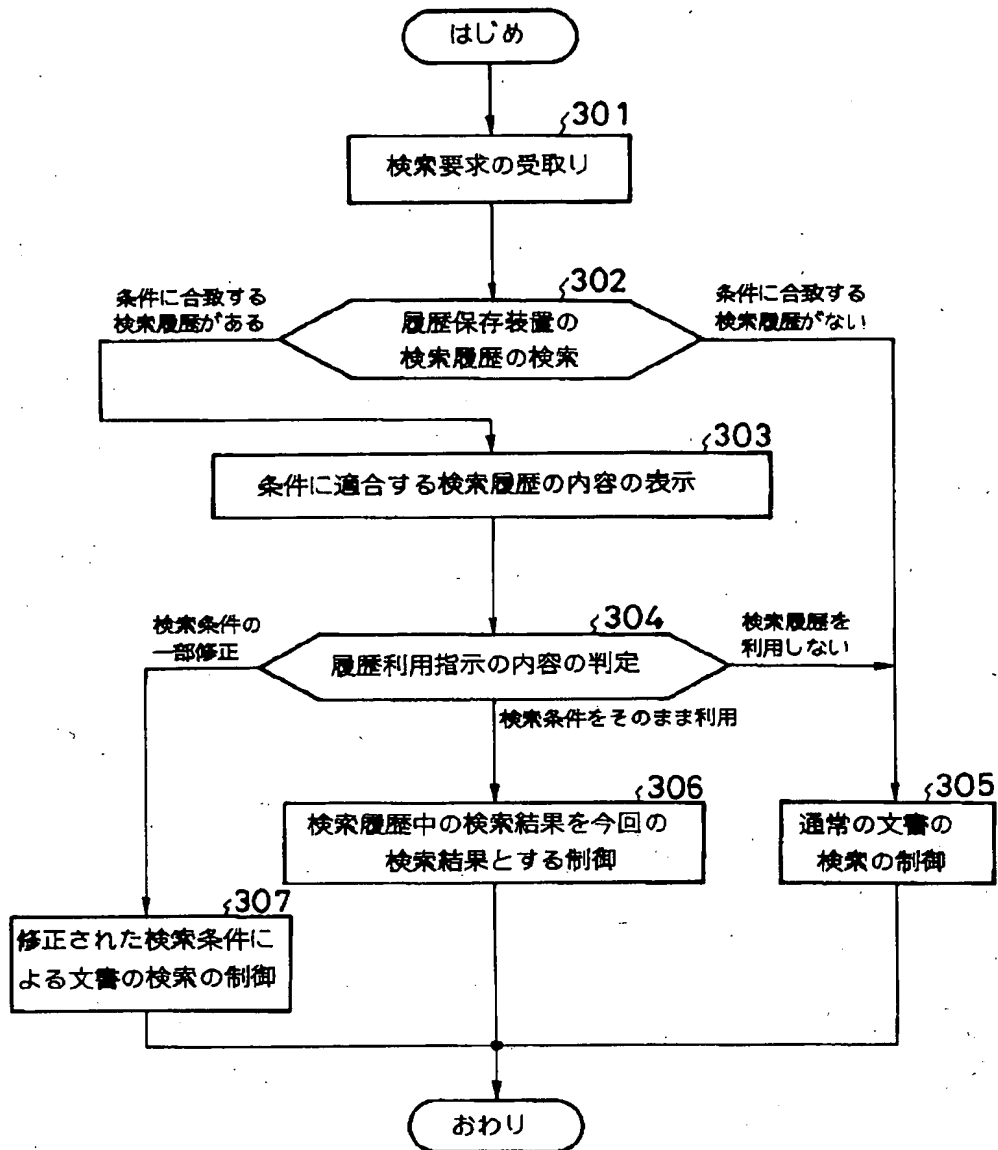 はじめ
301
検索要求の受取り
302
条件に合致する
検索履歴がある
履歴保存装置の
検索履歴の検索
条件に合致する
検索履歴がない
303
条件に適合する検索履歴の内容の表示
304
検索条件の
一部修正
履歴利用指示の内容の判定
検索履歴を
利用しない
検索条件をそのまま利用
306
検索履歴中の検索結果を今回の
検索結果とする制御
305
通常の文書の
検索の制御
307
修正された検索条件に
よる文書の検索の制御
おわり